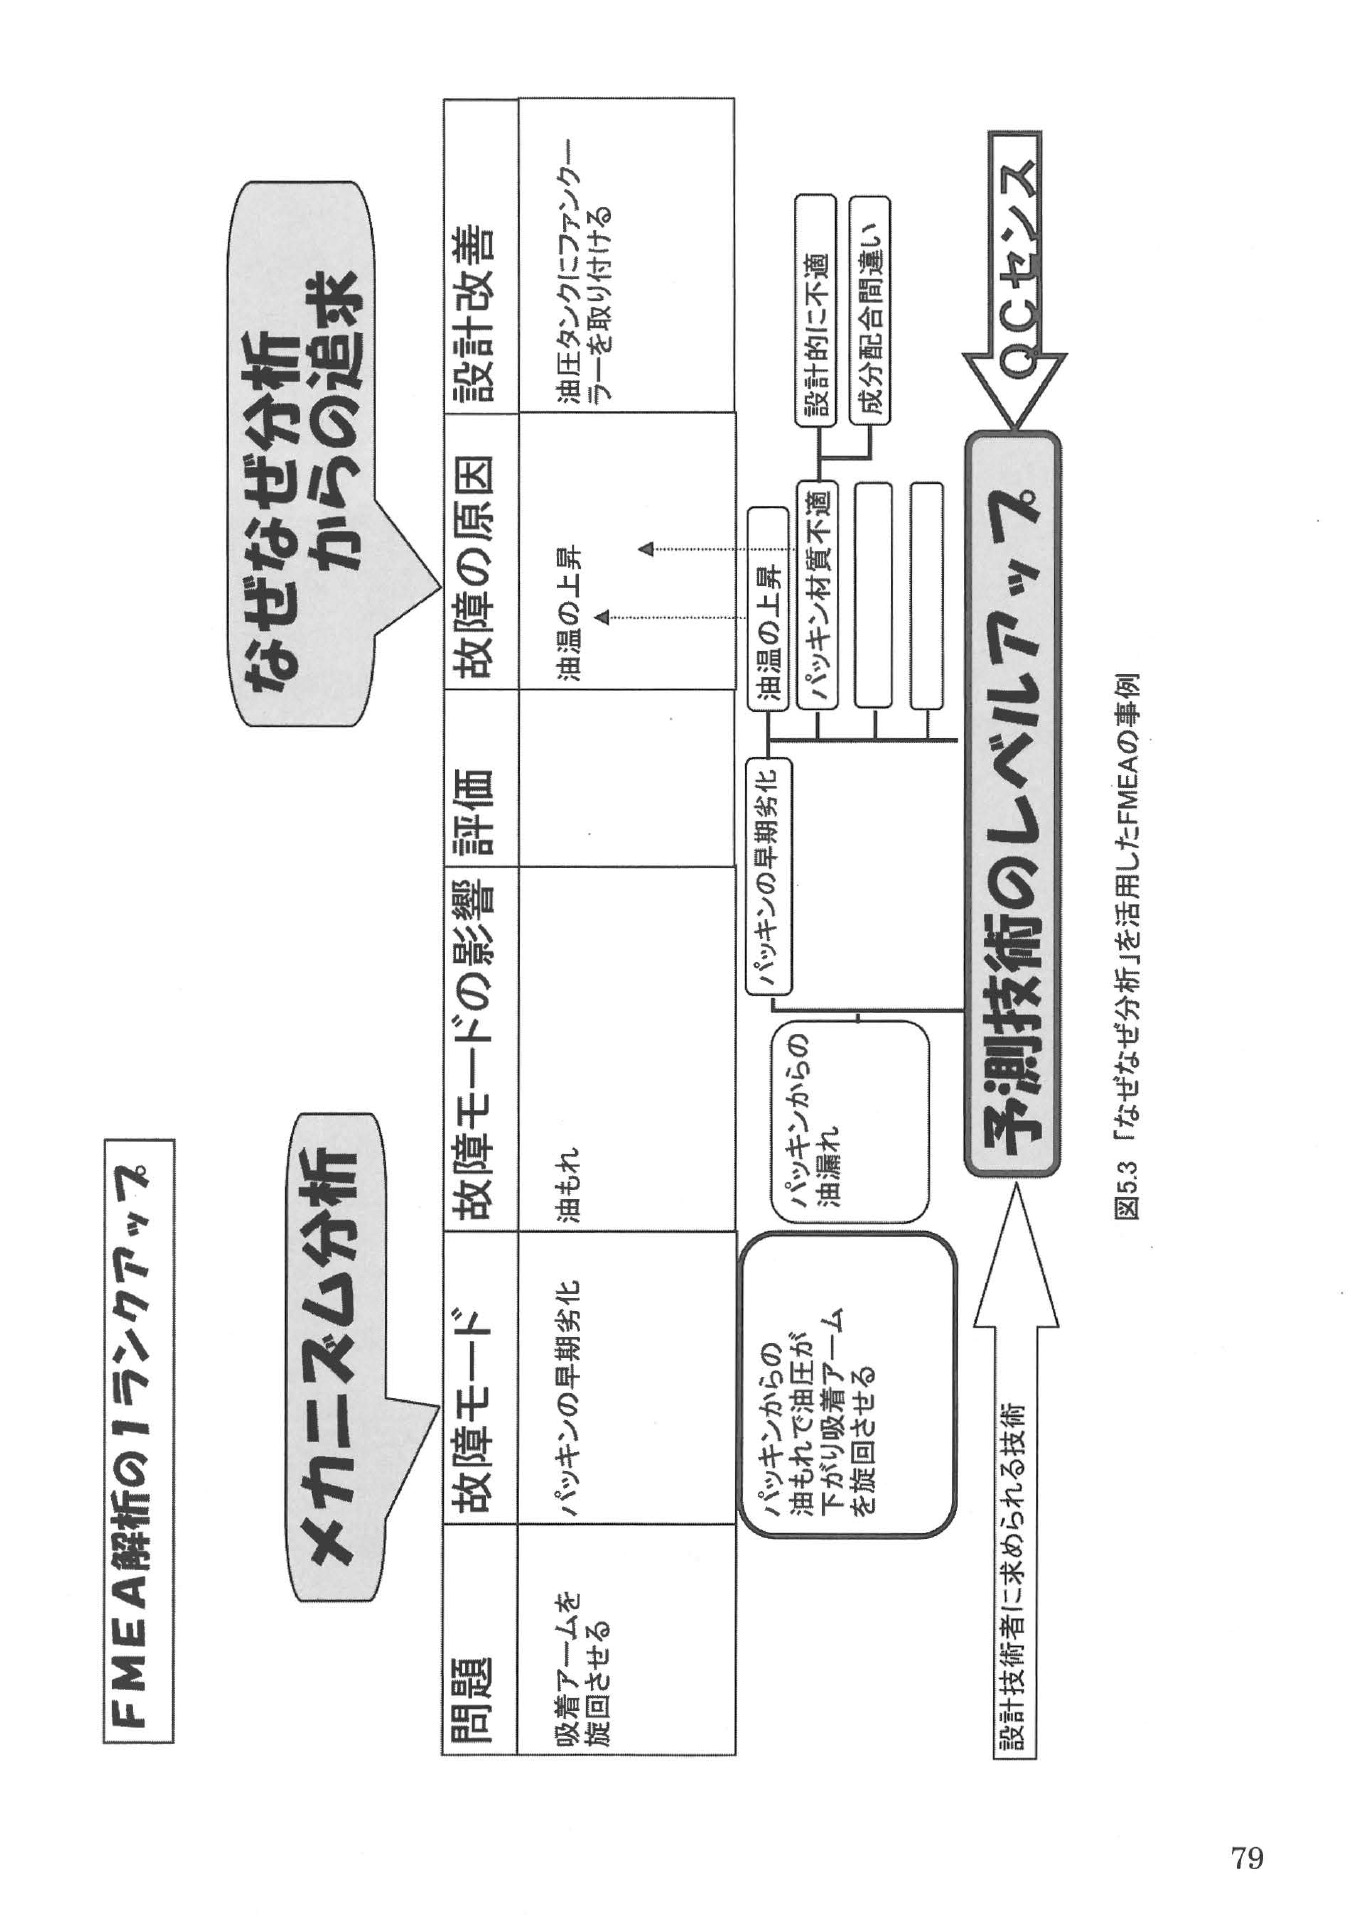 FMEA解析の1ランクアップ
メカニズム分析
なぜなぜ分析
からの追求
問題
故障モード
故障モードの影響
評価
故障の原因
設計改善
吸着アームを
旋回させる
パッキンの早期劣化
油もれ
油温の上昇
油圧タンクにファンクー
ラーを取り付ける
パッキンからの
油もれで油圧が
下がり吸着アーム
を旋回させる
パッキンからの
油漏れ
パッキンの早期劣化
油温の上昇
パッキン材質不適
設計的に不適
成分配合間違い
設計技術者に求められる技術
予測技術のレベルアップ
QCセンス
図5.3 「なぜなぜ分析」を活用したFMEAの事例
79